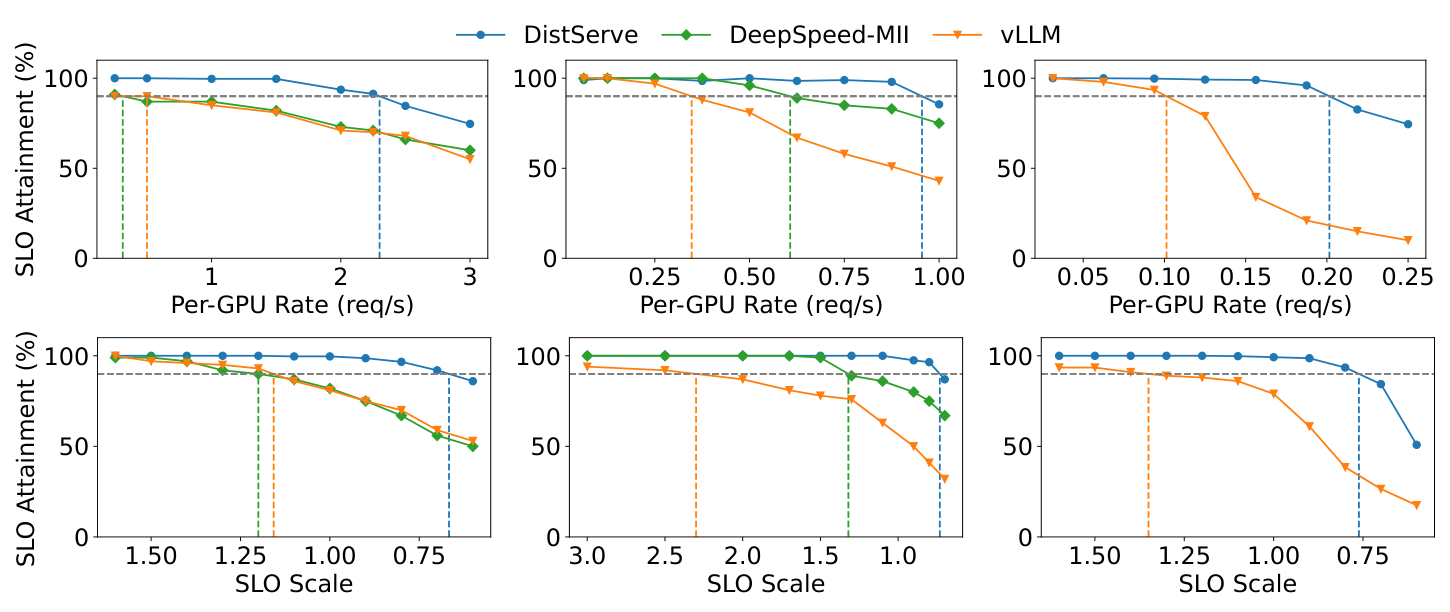 DistServe DeepSpeed-MII vLLM
SLO Attainment (%)
100
50
0
1 2 3
Per-GPU Rate (req/s)
100
50
0
0.25 0.50 0.75 1.00
Per-GPU Rate (req/s)
100
50
0
0.05 0.10 0.15 0.20 0.25
Per-GPU Rate (req/s)
SLO Attainment (%)
100
50
0
1.50 1.25 1.00 0.75
SLO Scale
100
50
0
3.0 2.5 2.0 1.5 1.0
SLO Scale
100
50
0
1.50 1.25 1.00 0.75
SLO Scale